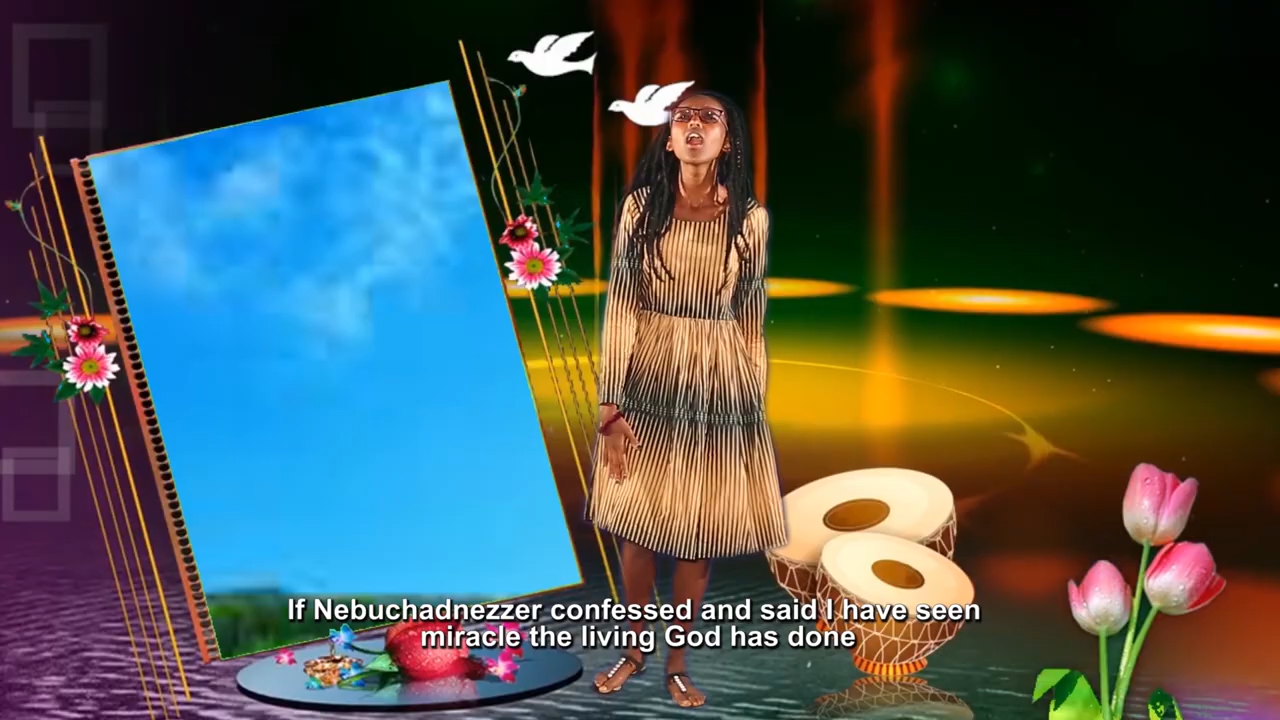 If Nebuchadnezzer confessed and said I have seen
miracle the living God has done